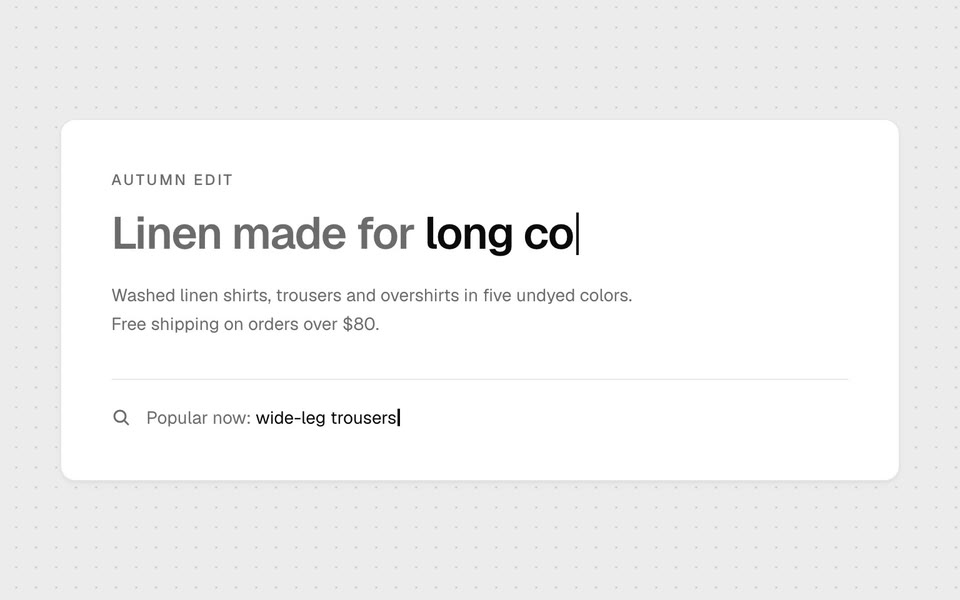 AUTUMN EDIT
Linen made for long co
Washed linen shirts, trousers and overshirts in five undyed colors.
Free shipping on orders over $80.
Popular now: wide-leg trousers